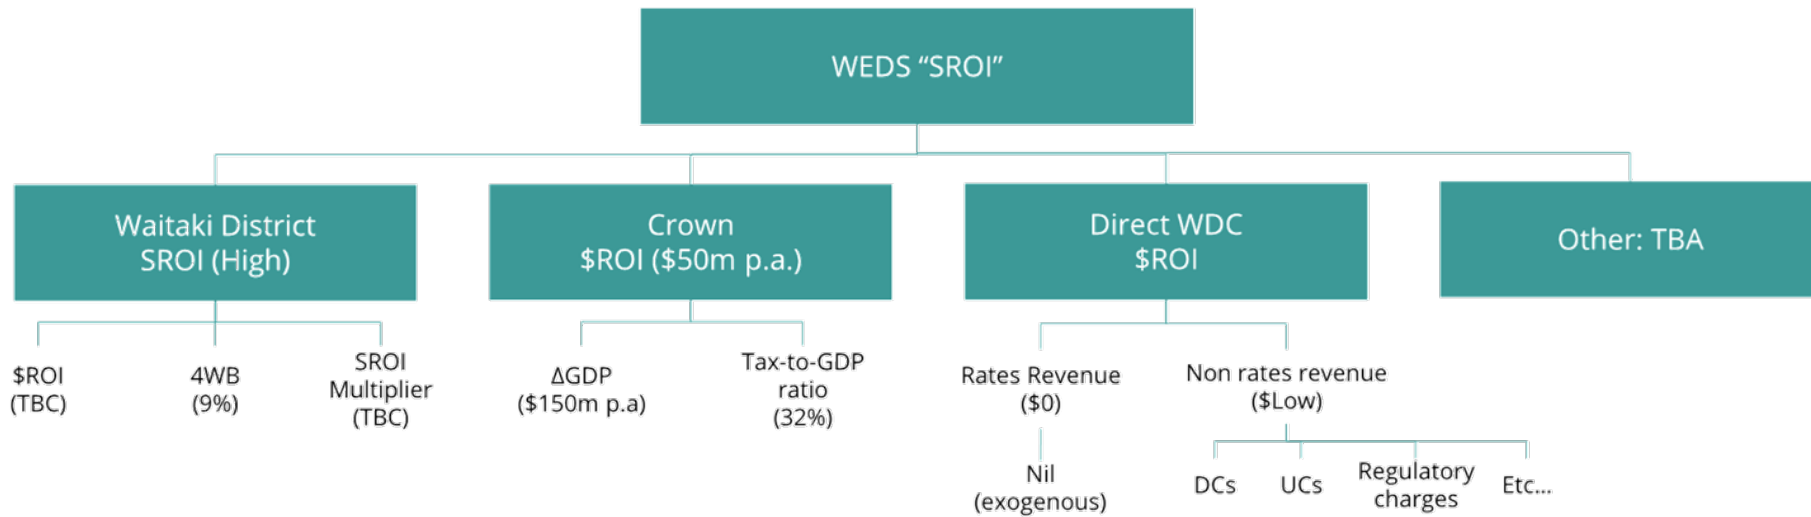 WEDS “SROI”
Waitaki District
SROI (High)
Crown
$ROI ($50m p.a.)
Direct WDC
$ROI
Other: TBA
$ROI
(TBC)
4WB
(9%)
SROI
Multiplier
(TBC)
ΔGDP
($150m p.a)
Tax-to-GDP
ratio
(32%)
Rates Revenue
($0)
Non rates revenue
($Low)
Nil
(exogenous)
DCs
UCs
Regulatory
charges
Etc...